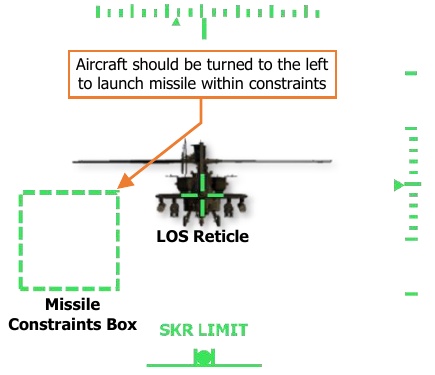 Aircraft should be turned to the left
to launch missile within constraints
LOS Reticle
Missile
Constraints Box
SKR LIMIT